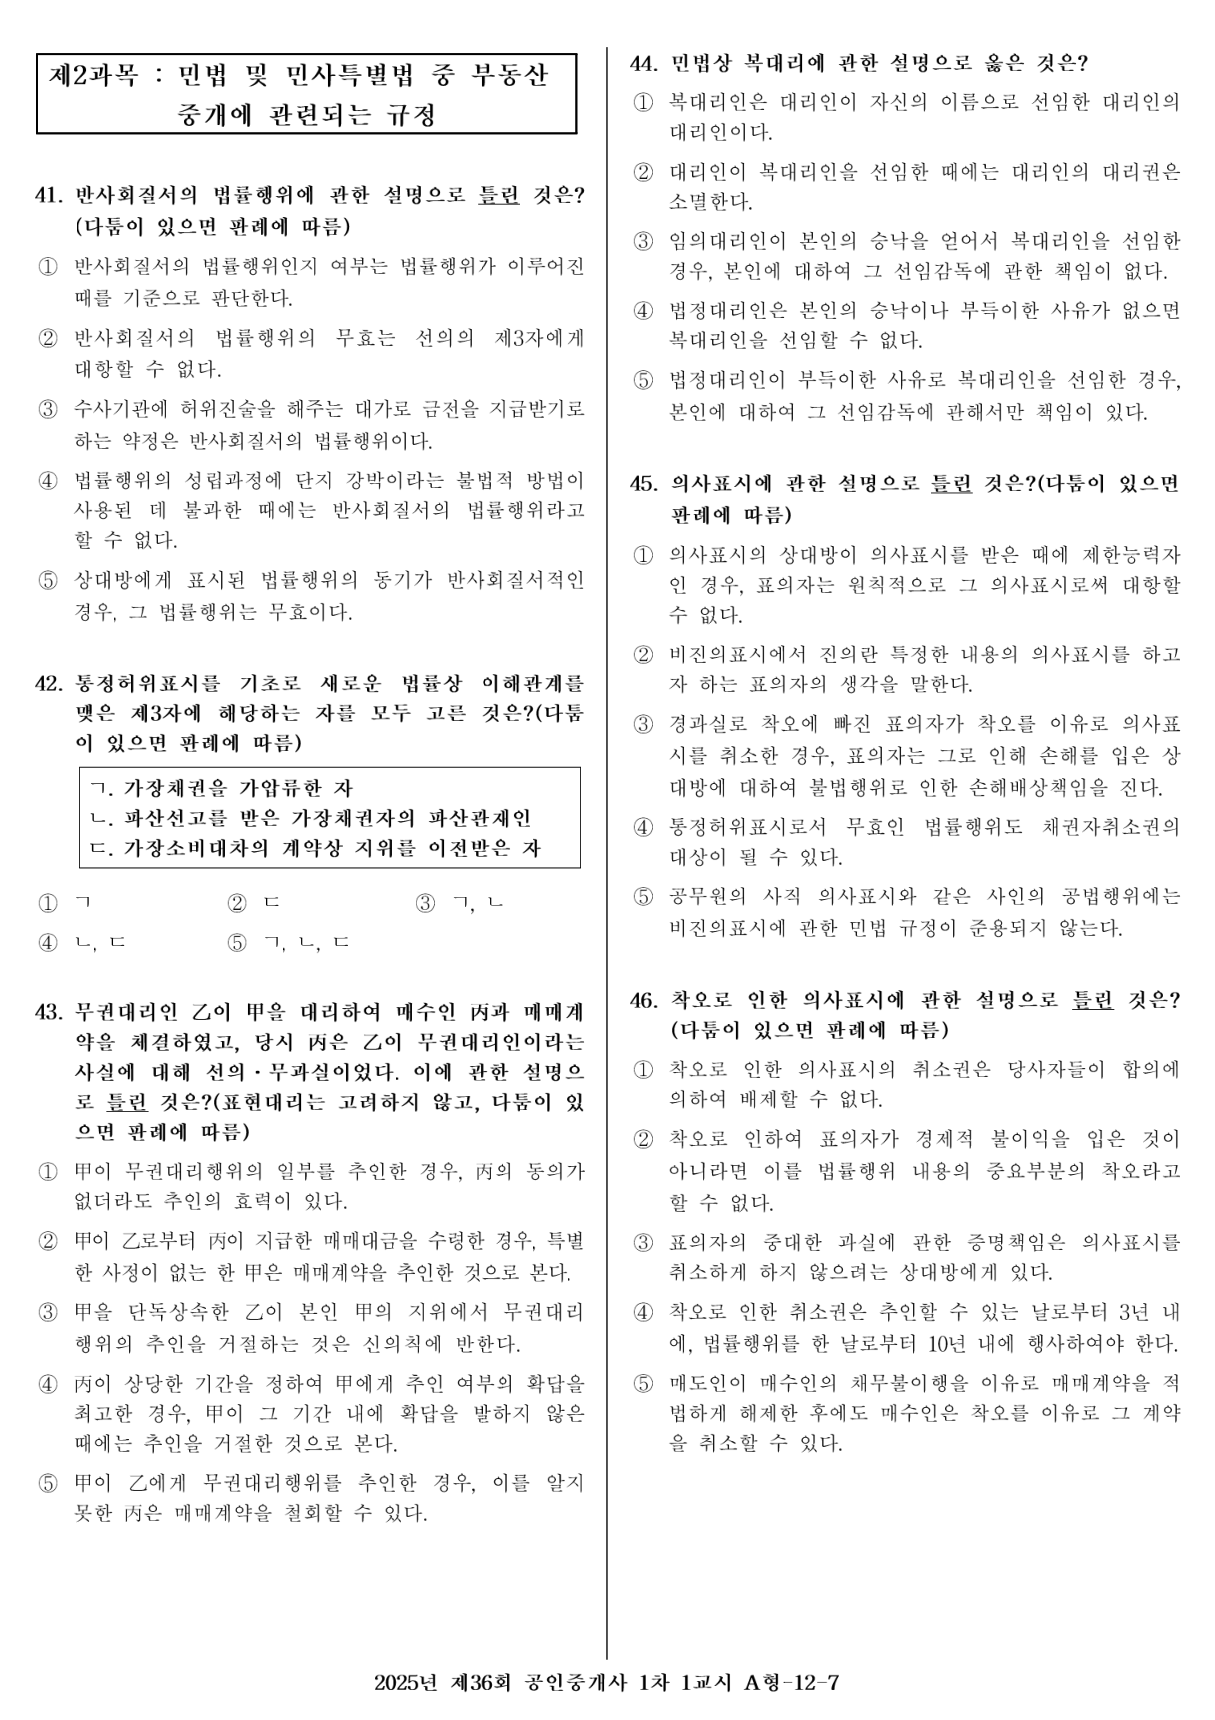 제2과목 : 민법 및 민사특별법 중 부동산
중개에 관련되는 규정
41. 반사회질서의 법률행위에 관한 설명으로 틀린 것은?
(다툼이 있으면 판례에 따름)
① 반사회질서의 법률행위인지 여부는 법률행위가 이루어진
때를 기준으로 판단한다.
② 반사회질서의 법률행위의 무효는 선의의 제3자에게
대항할 수 없다.
③ 수사기관에 허위진술을 해주는 대가로 금전을 지급받기로
하는 약정은 반사회질서의 법률행위이다.
④ 법률행위의 성립과정에 단지 강박이라는 불법적 방법이
사용된 데 불과한 때에는 반사회질서의 법률행위라고
할 수 없다.
⑤ 상대방에게 표시된 법률행위의 동기가 반사회질서적인
경우, 그 법률행위는 무효이다.
42. 통정허위표시를 기초로 새로운 법률상 이해관계를
맺은 제3자에 해당하는 자를 모두 고른 것은?(다툼
이 있으면 판례에 따름)
ㄱ. 가장채권을 가압류한 자
ㄴ. 파산선고를 받은 가장채권자의 파산관재인
ㄷ. 가장소비대차의 계약상 지위를 이전받은 자
① ㄱ ② ㄷ ③ ㄱ, ㄴ
④ ㄴ, ㄷ ⑤ ㄱ, ㄴ, ㄷ
43. 무권대리인 乙이 甲을 대리하여 매수인 丙과 매매계
약을 체결하였고, 당시 丙은 乙이 무권대리인이라는
사실에 대해 선의·무과실이었다. 이에 관한 설명으
로 틀린 것은?(표현대리는 고려하지 않고, 다툼이 있
으면 판례에 따름)
① 甲이 무권대리행위의 일부를 추인한 경우, 丙의 동의가
없더라도 추인의 효력이 있다.
② 甲이 乙로부터 丙이 지급한 매매대금을 수령한 경우, 특별
한 사정이 없는 한 甲은 매매계약을 추인한 것으로 본다.
③ 甲을 단독상속한 乙이 본인 甲의 지위에서 무권대리
행위의 추인을 거절하는 것은 신의칙에 반한다.
④ 丙이 상당한 기간을 정하여 甲에게 추인 여부의 확답을
최고한 경우, 甲이 그 기간 내에 확답을 발하지 않은
때에는 추인을 거절한 것으로 본다.
⑤ 甲이 乙에게 무권대리행위를 추인한 경우, 이를 알지
못한 丙은 매매계약을 철회할 수 있다.
44. 민법상 복대리에 관한 설명으로 옳은 것은?
① 복대리인은 대리인이 자신의 이름으로 선임한 대리인의
대리인이다.
② 대리인이 복대리인을 선임한 때에는 대리인의 대리권은
소멸한다.
③ 임의대리인이 본인의 승낙을 얻어서 복대리인을 선임한
경우, 본인에 대하여 그 선임감독에 관한 책임이 없다.
④ 법정대리인은 본인의 승낙이나 부득이한 사유가 없으면
복대리인을 선임할 수 없다.
⑤ 법정대리인이 부득이한 사유로 복대리인을 선임한 경우,
본인에 대하여 그 선임감독에 관해서만 책임이 있다.
45. 의사표시에 관한 설명으로 틀린 것은?(다툼이 있으면
판례에 따름)
① 의사표시의 상대방이 의사표시를 받은 때에 제한능력자
인 경우, 표의자는 원칙적으로 그 의사표시로써 대항할
수 없다.
② 비진의표시에서 진의란 특정한 내용의 의사표시를 하고
자 하는 표의자의 생각을 말한다.
③ 경과실로 착오에 빠진 표의자가 착오를 이유로 의사표
시를 취소한 경우, 표의자는 그로 인해 손해를 입은 상
대방에 대하여 불법행위로 인한 손해배상책임을 진다.
④ 통정허위표시로서 무효인 법률행위도 채권자취소권의
대상이 될 수 있다.
⑤ 공무원의 사직 의사표시와 같은 사인의 공법행위에는
비진의표시에 관한 민법 규정이 준용되지 않는다.
46. 착오로 인한 의사표시에 관한 설명으로 틀린 것은?
(다툼이 있으면 판례에 따름)
① 착오로 인한 의사표시의 취소권은 당사자들이 합의에
의하여 배제할 수 없다.
② 착오로 인하여 표의자가 경제적 불이익을 입은 것이
아니라면 이를 법률행위 내용의 중요부분의 착오라고
할 수 없다.
③ 표의자의 중대한 과실에 관한 증명책임은 의사표시를
취소하게 하지 않으려는 상대방에게 있다.
④ 착오로 인한 취소권은 추인할 수 있는 날로부터 3년 내
에, 법률행위를 한 날로부터 10년 내에 행사하여야 한다.
⑤ 매도인이 매수인의 채무불이행을 이유로 매매계약을 적
법하게 해제한 후에도 매수인은 착오를 이유로 그 계약
을 취소할 수 있다.
2025년 제36회 공인중개사 1차 1교시 A형-12-7